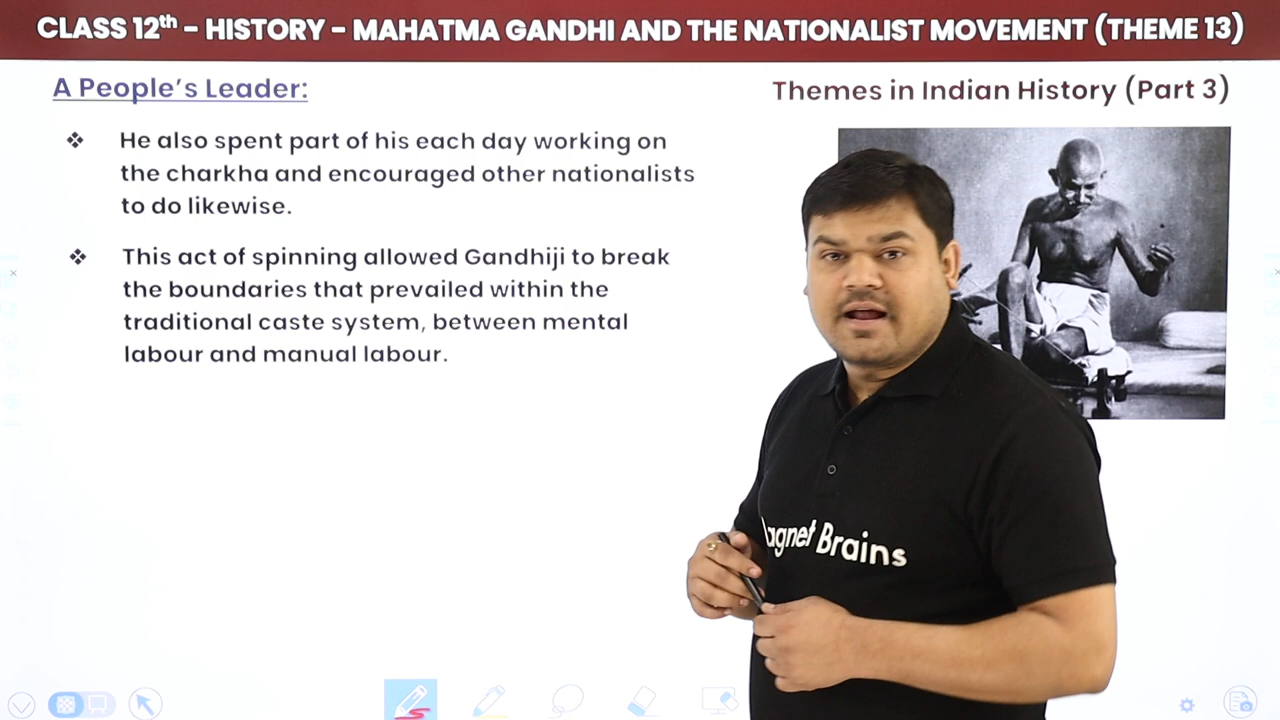 CLASS 12th - HISTORY - MAHATMA GANDHI AND THE NATIONALIST MOVEMENT (THEME 13)
A People's Leader:
Themes in Indian History (Part 3)
❖ He also spent part of his each day working on
the charkha and encouraged other nationalists
to do likewise.
❖ This act of spinning allowed Gandhiji to break
the boundaries that prevailed within the
traditional caste system, between mental
labour and manual labour.
agnet Brains